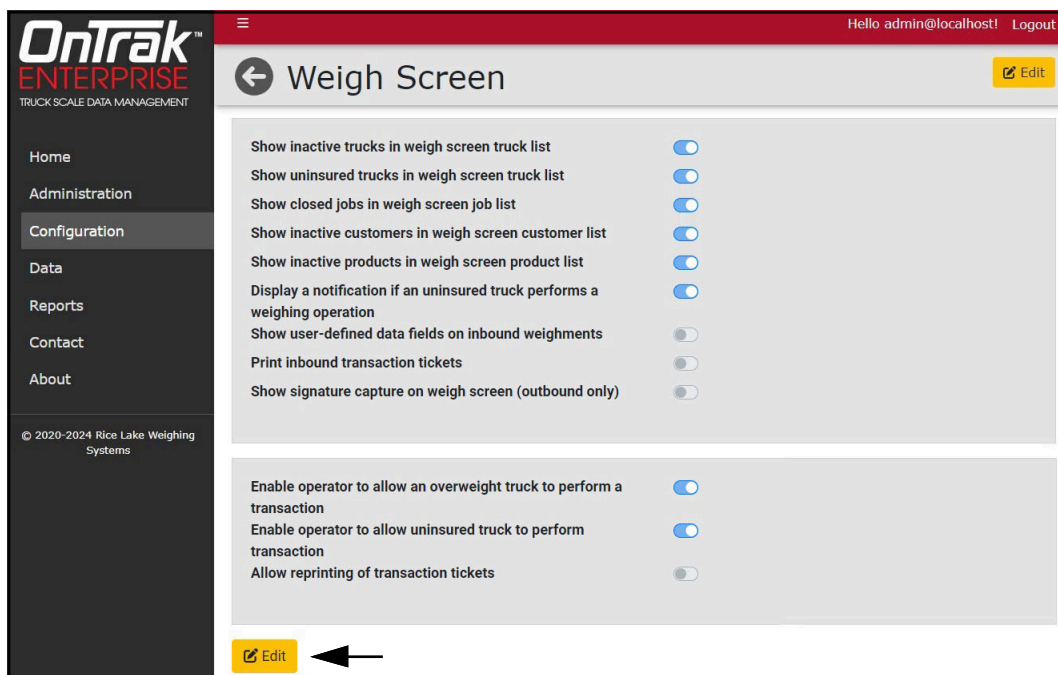 OnTrak™
ENTERPRISE
TRUCK SCALE DATA MANAGEMENT
Home
Administration
Configuration
Data
Reports
Contact
About
© 2020-2024 Rice Lake Weighing
Systems
Hello admin@localhost! Logout
Weigh Screen
Edit
Show inactive trucks in weigh screen truck list
Show uninsured trucks in weigh screen truck list
Show closed jobs in weigh screen job list
Show inactive customers in weigh screen customer list
Show inactive products in weigh screen product list
Display a notification if an uninsured truck performs a
weighing operation
Show user-defined data fields on inbound weighments
Print inbound transaction tickets
Show signature capture on weigh screen (outbound only)
Enable operator to allow an overweight truck to perform a
transaction
Enable operator to allow uninsured truck to perform
transaction
Allow reprinting of transaction tickets
Edit